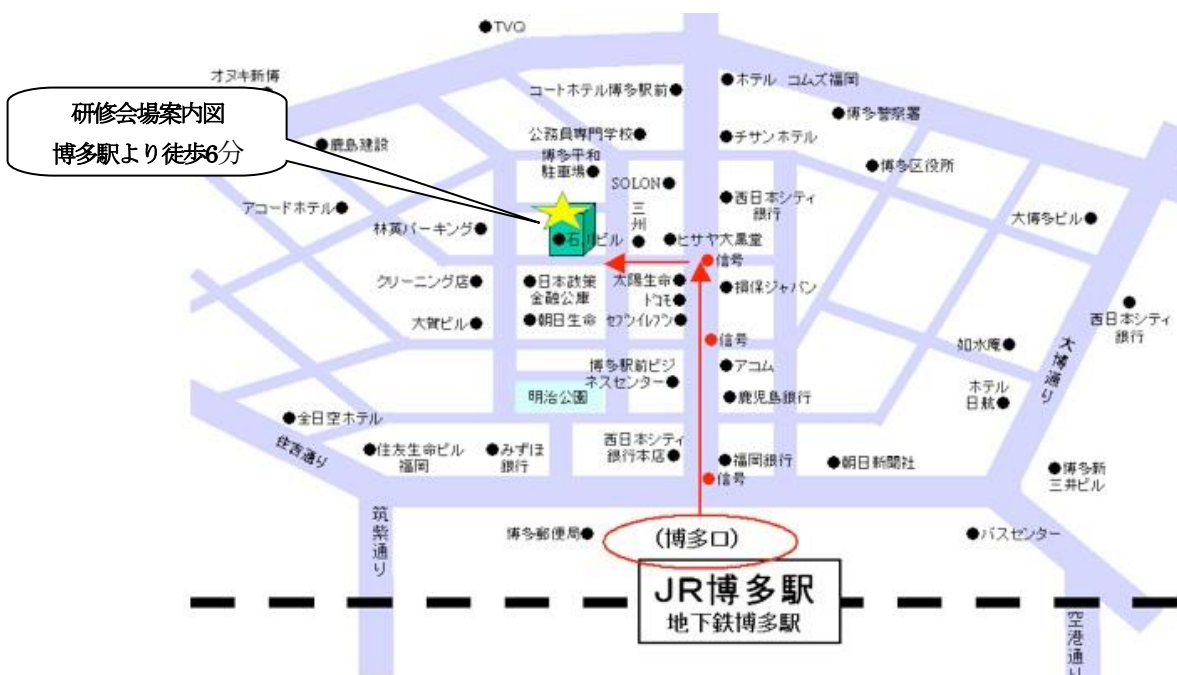 TVQ
オヌキ新博
研修会場案内図
博多駅より徒歩6分
鹿島建設
コートホテル博多駅前
ホテル コムズ福岡
博多警察署
公務員専門学校
チサンホテル
博多平和
駐車場
博多区役所
SOLON
西日本シティ
銀行
アコードホテル
三州
大博多ビル
林英パーキング
石川ビル
ヒサヤ大黒堂
信号
クリーニング店
日本政策
金融公庫
太陽生命
ドコモ
損保ジャパン
大賀ビル
朝日生命
セブンイレブン
信号
西日本シティ
銀行
如水庵
大博通り
博多駅前ビジ
ネスセンター
アコム
明治公園
鹿児島銀行
ホテル
日航
全日空ホテル
住吉通り
住友生命ビル
福岡
みずほ
銀行
西日本シティ
銀行本店
福岡銀行
朝日新聞社
博多新
三井ビル
信号
筑紫通り
博多郵便局
(博多口)
バスセンター
JR博多駅
地下鉄博多駅
空港通り